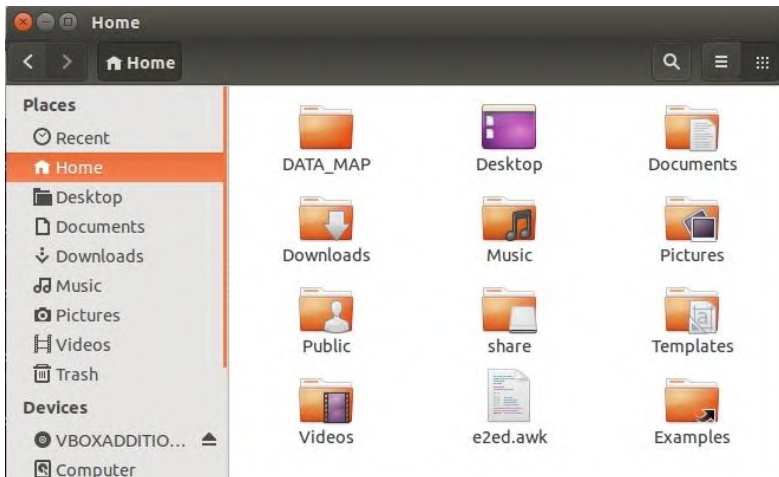 Home
Home
Places
Recent
Home
Desktop
Documents
Downloads
Music
Pictures
Videos
Trash
Devices
VBOXADDITIO...
Computer
DATA_MAP Desktop Documents
Downloads Music Pictures
Public share Templates
Videos e2ed.awk Examples